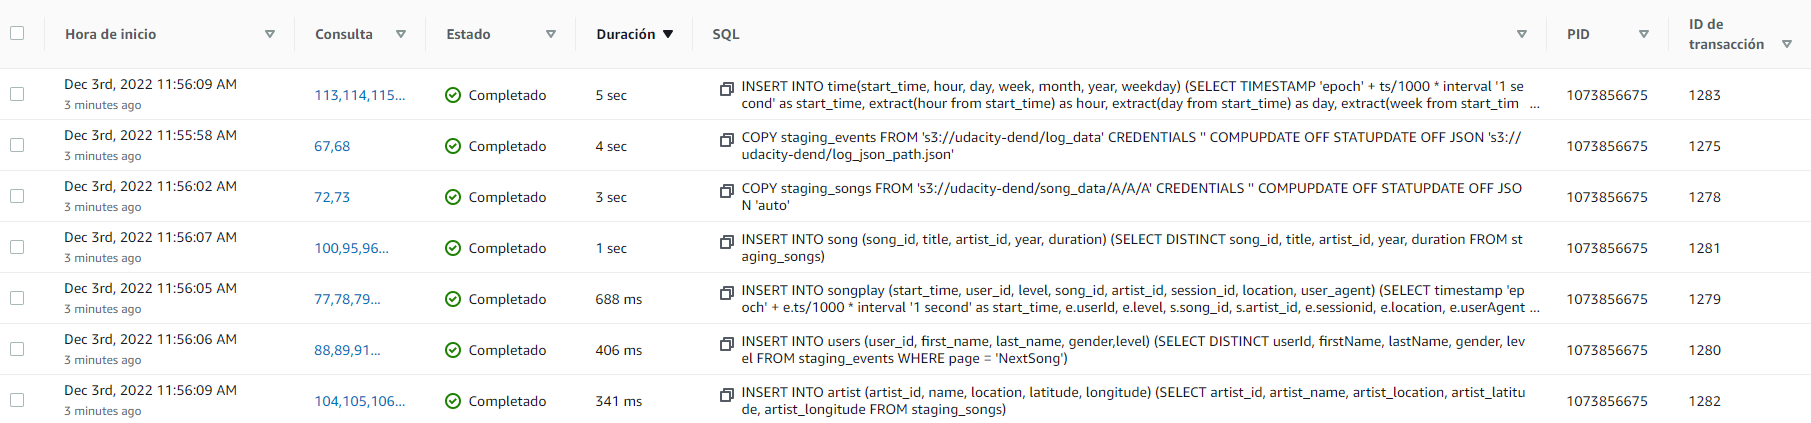 Hora de inicio Consulta Estado Duración SQL PID ID de
transacción
Dec 3rd, 2022 11:56:09 AM
3 minutes ago
113,114,115... Completado 5 sec
INSERT INTO time(start_time, hour, day, week, month, year, weekday) (SELECT TIMESTAMP 'epoch' + ts/1000 * interval '1 se
cond' as start_time, extract(hour from start_time) as hour, extract(day from start_time) as day, extract(week from start_tim ...
1073856675 1283
Dec 3rd, 2022 11:55:58 AM
3 minutes ago
67,68 Completado 4 sec
COPY staging_events FROM 's3://udacity-dend/log_data' CREDENTIALS '' COMPUPDATE OFF STATUPDATE OFF JSON 's3://
udacity-dend/log_json_path.json'
1073856675 1275
Dec 3rd, 2022 11:56:02 AM
3 minutes ago
72,73 Completado 3 sec
COPY staging_songs FROM 's3://udacity-dend/song_data/A/A/A' CREDENTIALS '' COMPUPDATE OFF STATUPDATE OFF JSO
N 'auto'
1073856675 1278
Dec 3rd, 2022 11:56:07 AM
3 minutes ago
100,95,96... Completado 1 sec
INSERT INTO song (song_id, title, artist_id, year, duration) (SELECT DISTINCT song_id, title, artist_id, year, duration FROM st
aging_songs)
1073856675 1281
Dec 3rd, 2022 11:56:05 AM
3 minutes ago
77,78,79... Completado 688 ms
INSERT INTO songplay (start_time, user_id, level, song_id, artist_id, session_id, location, user_agent) (SELECT timestamp 'ep
och' + e.ts/1000 * interval '1 second' as start_time, e.userId, e.level, s.song_id, s.artist_id, e.sessionid, e.location, e.userAgent ...
1073856675 1279
Dec 3rd, 2022 11:56:06 AM
3 minutes ago
88,89,91... Completado 406 ms
INSERT INTO users (user_id, first_name, last_name, gender,level) (SELECT DISTINCT userId, firstName, lastName, gender, lev
el FROM staging_events WHERE page = 'NextSong')
1073856675 1280
Dec 3rd, 2022 11:56:09 AM
3 minutes ago
104,105,106... Completado 341 ms
INSERT INTO artist (artist_id, name, location, latitude, longitude) (SELECT artist_id, artist_name, artist_location, artist_latitu
de, artist_longitude FROM staging_songs)
1073856675 1282